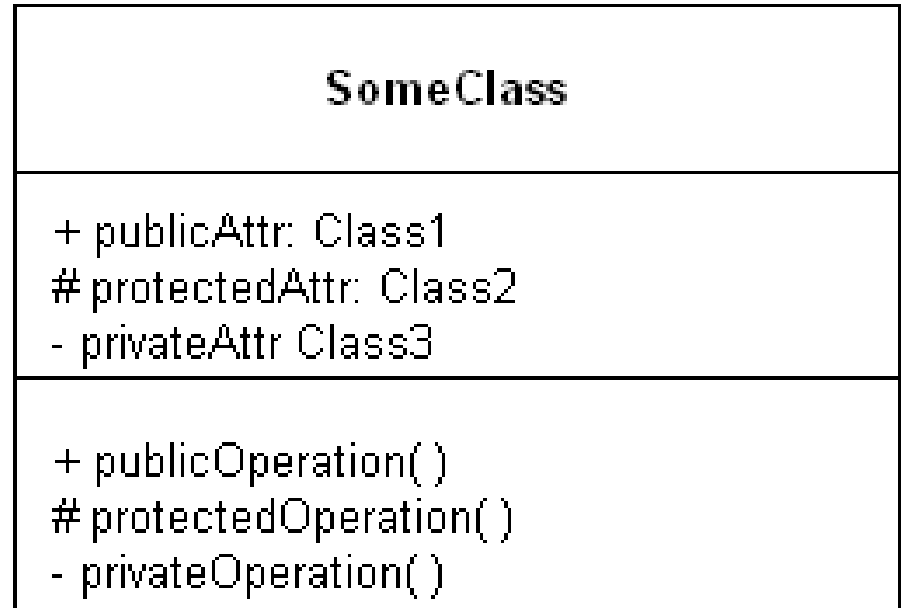 SomeClass
+ publicAttr: Class1
# protectedAttr: Class2
- privateAttr Class3
+ publicOperation( )
# protectedOperation( )
- privateOperation( )